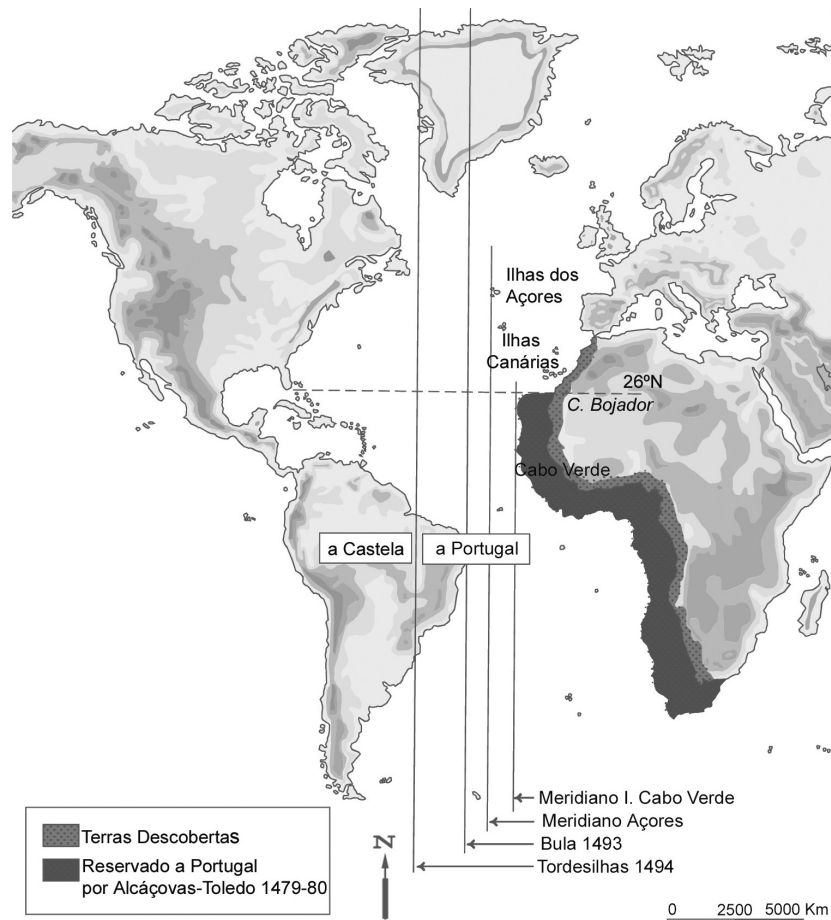 Ilhas dos
Açores
Ilhas
Canárias
26ºN
C. Bojador
Cabo Verde
a Castela
a Portugal
Meridiano I. Cabo Verde
Meridiano Açores
Bula 1493
Tordesilhas 1494
Terras Descobertas
Reservado a Portugal
por Alcáçovas-Toledo 1479-80
N
0 2500 5000 Km